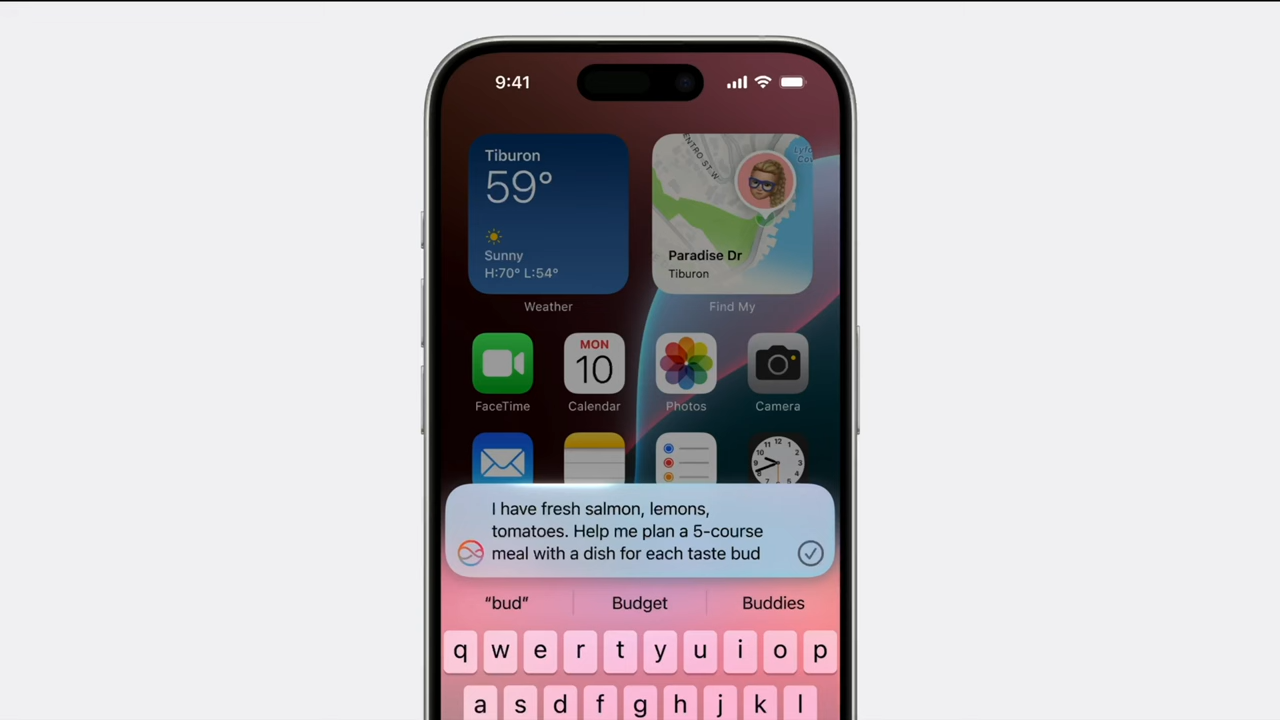 9:41
ENTRO ST W
Tiburon
59°
Sunny
H:70° L:54°
Paradise Dr
Tiburon
Weather
Find My
MON
10
FaceTime
Calendar
Photos
Camera
I have fresh salmon, lemons,
tomatoes. Help me plan a 5-course
meal with a dish for each taste bud
“bud”
Budget
Buddies
q w e r t y u i o p
a s d f g h j k l